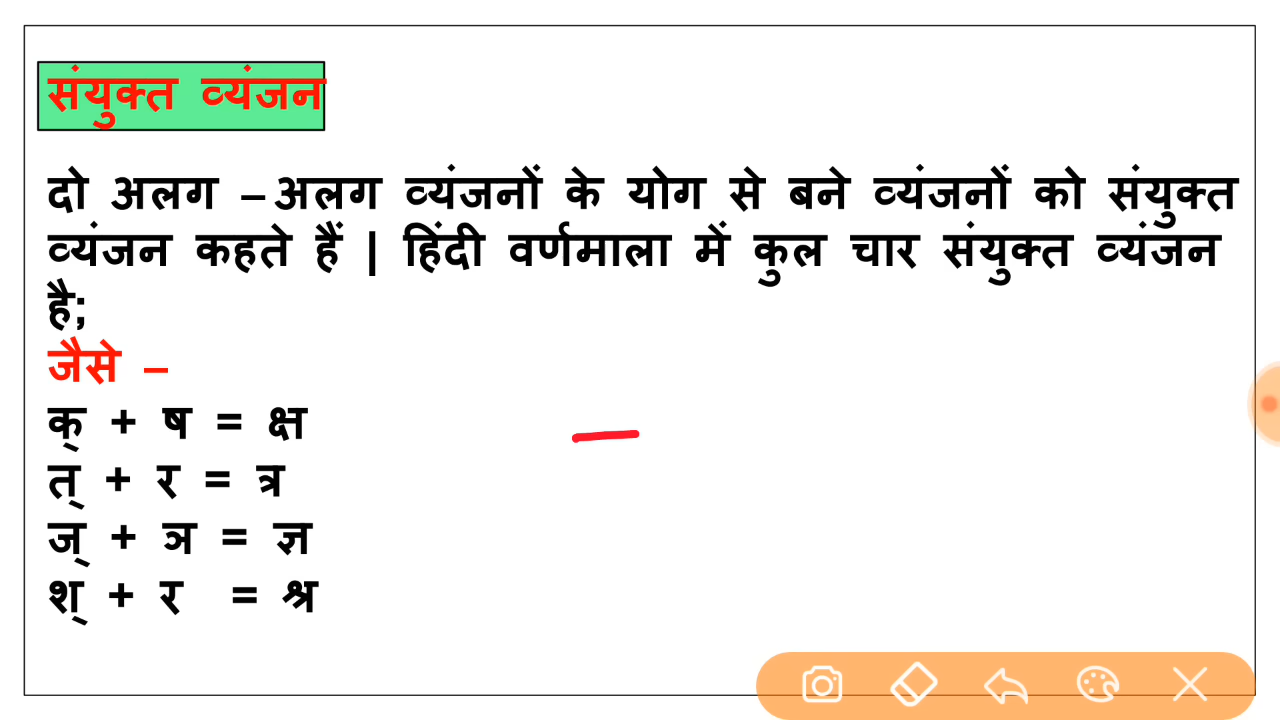 संयुक्त व्यंजन
दो अलग –अलग व्यंजनों के योग से बने व्यंजनों को संयुक्त
व्यंजन कहते हैं | हिंदी वर्णमाला में कुल चार संयुक्त व्यंजन
है;
जैसे –
क् + ष = क्ष
त् + र = त्र
ज् + ञ = ज्ञ
श् + र = श्र